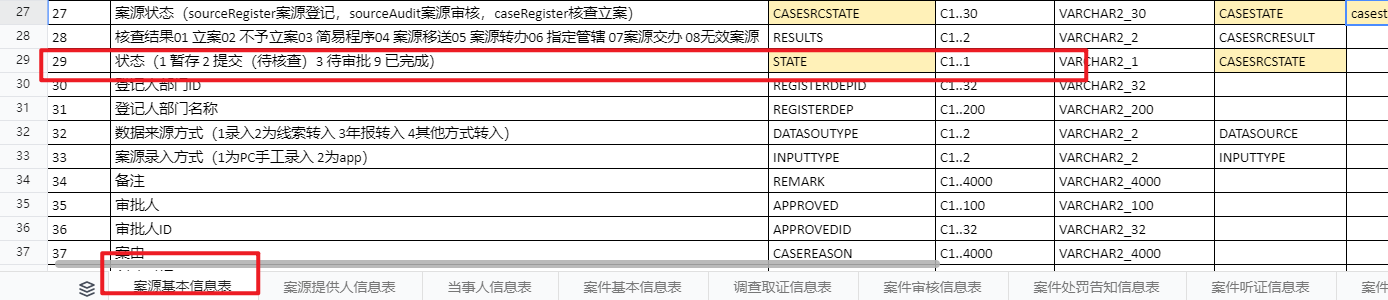 27 27 案源状态（sourceRegister案源登记，sourceAudit案源审核，caseRegister核查立案） CASESRCSTATE C1..30 VARCHAR2_30 CASESTATE casest
28 28 核查结果01 立案02 不予立案03 简易程序04 案源移送05 案源转办06 指定管辖 07案源交办 08无效案源 RESULTS C1..2 VARCHAR2_2 CASESRCRESULT
29 29 状态（1 暂存 2 提交（待核查）3 待审批 9 已完成） STATE C1..1 VARCHAR2_1 CASESRCSTATE
30 30 登记人部门ID REGISTERDEPID C1..32 VARCHAR2_32
31 31 登记人部门名称 REGISTERDEP C1..200 VARCHAR2_200
32 32 数据来源方式（1录入2为线索转入 3年报转入 4其他方式转入） DATASOUTYPE C1..2 VARCHAR2_2 DATASOURCE
33 33 案源录入方式（1为PC手工录入 2为app） INPUTTYPE C1..2 VARCHAR2_2 INPUTTYPE
34 34 备注 REMARK C1..4000 VARCHAR2_4000
35 35 审批人 APPROVED C1..100 VARCHAR2_100
36 36 审批人ID APPROVEDID C1..32 VARCHAR2_32
37 37 案由 CASEREASON C1..4000 VARCHAR2_4000
案源基本信息表 案源提供人信息表 当事人信息表 案件基本信息表 调查取证信息表 案件审核信息表 案件处罚告知信息表 案件听证信息表 案件